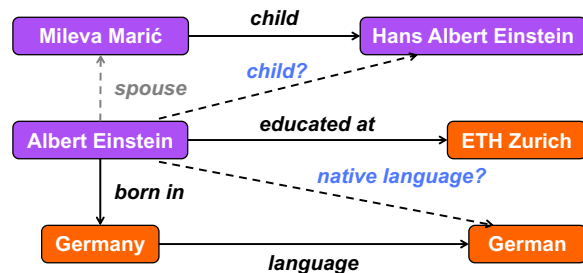 child
Mileva Marić
Hans Albert Einstein
child?
spouse
Albert Einstein
educated at
ETH Zurich
native language?
born in
Germany
language
German